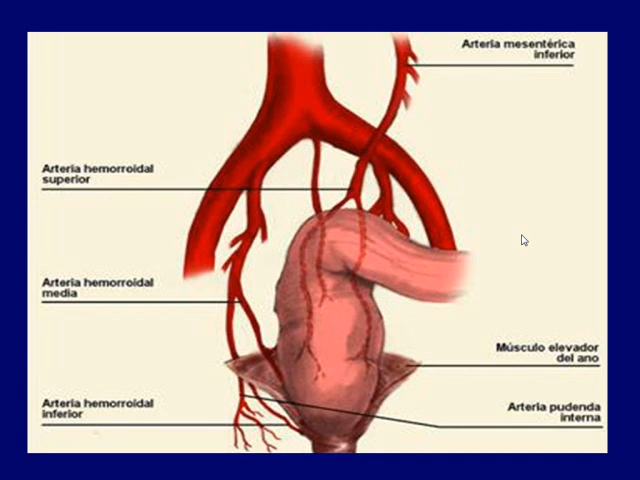 Arteria mesentérica
inferior
Arteria hemorroidal
superior
Arteria hemorroidal
media
Músculo elevador
del ano
Arteria hemorroidal
inferior
Arteria pudenda
interna